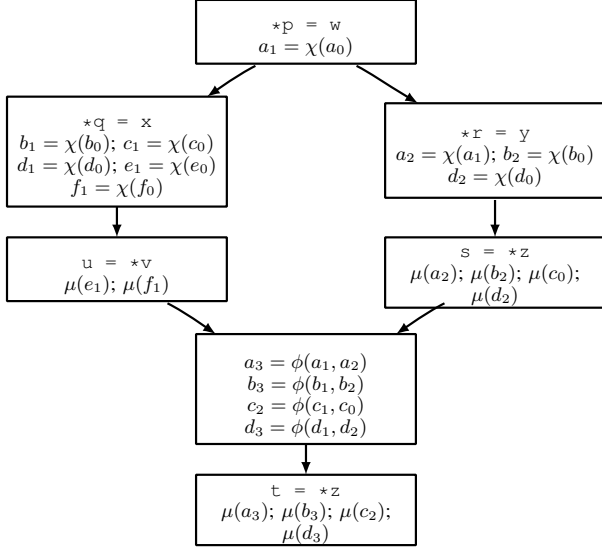 *p = w
a₁ = χ(a₀)
*q = x
b₁ = χ(b₀); c₁ = χ(c₀)
d₁ = χ(d₀); e₁ = χ(e₀)
f₁ = χ(f₀)
*r = y
a₂ = χ(a₁); b₂ = χ(b₀)
d₂ = χ(d₀)
u = *v
μ(e₁); μ(f₁)
s = *z
μ(a₂); μ(b₂); μ(c₀);
μ(d₂)
a₃ = ϕ(a₁, a₂)
b₃ = ϕ(b₁, b₂)
c₂ = ϕ(c₁, c₀)
d₃ = ϕ(d₁, d₂)
t = *z
μ(a₃); μ(b₃); μ(c₂);
μ(d₃)